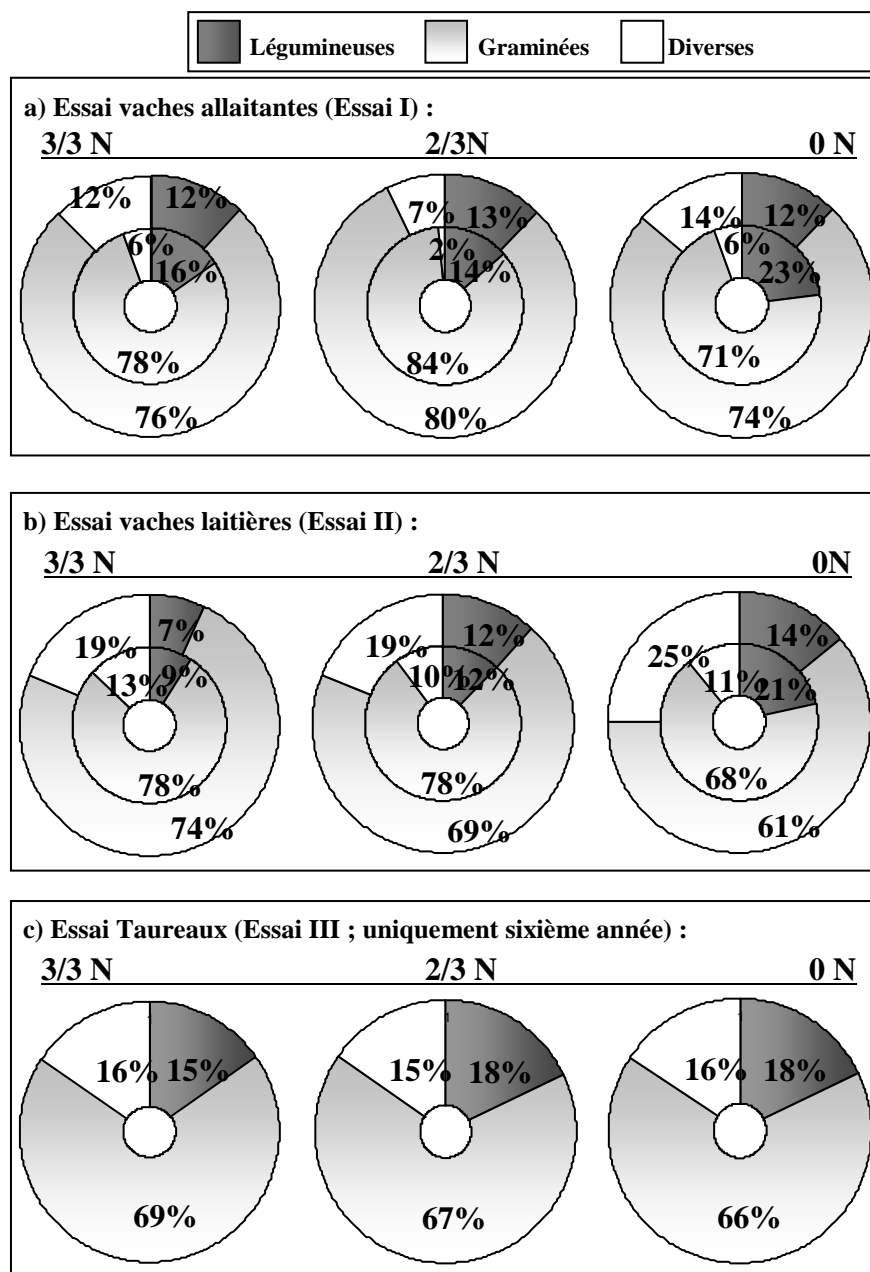 Légumineuses Graminées Diverses
a) Essai vaches allaitantes (Essai I) :
3/3 N 2/3N 0 N
12% 12% 7% 13% 14% 12%
6% 16% 2% 14% 6% 23%
78% 84% 71%
76% 80% 74%
b) Essai vaches laitières (Essai II) :
3/3 N 2/3 N 0N
19% 7% 19% 12% 25% 14%
13% 9% 10% 12% 11% 21%
78% 78% 68%
74% 69% 61%
c) Essai Taureaux (Essai III ; uniquement sixième année) :
3/3 N 2/3 N 0 N
1 1 1
16% 15% 15% 18% 16% 18%
69% 67% 66%